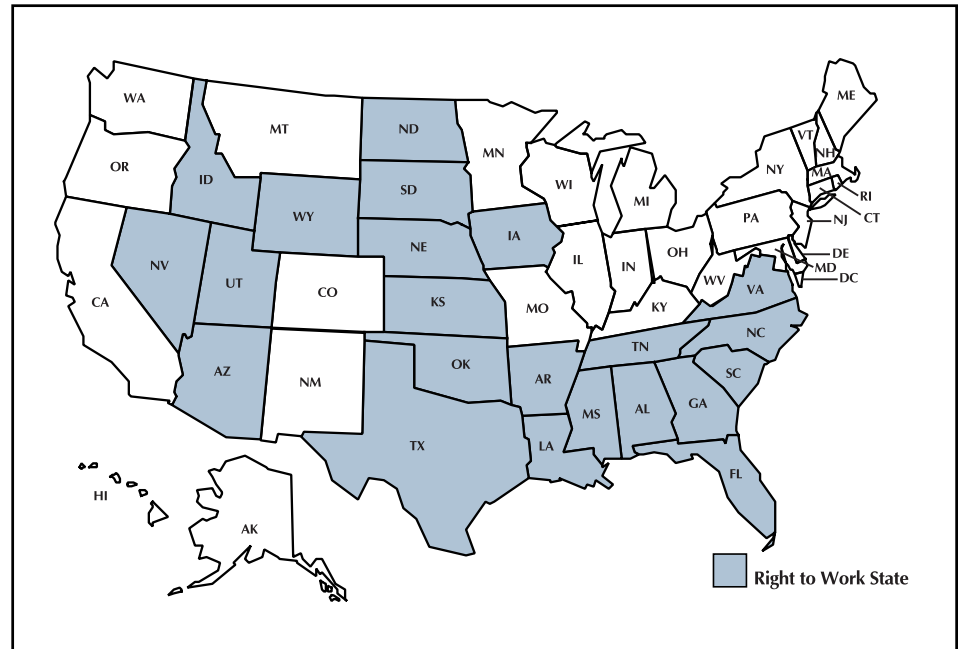 WA
MT
ND
MN
ME
VT
NH
OR
ID
SD
WI
NY
MA
MI
RI
WY
CT
PA
NJ
IA
NE
OH
NV
UT
IL
IN
DE
MD
WV
DC
CA
CO
KS
MO
KY
VA
NC
TN
AZ
NM
OK
AR
SC
GA
MS
AL
TX
LA
FL
HI
AK
Right to Work State